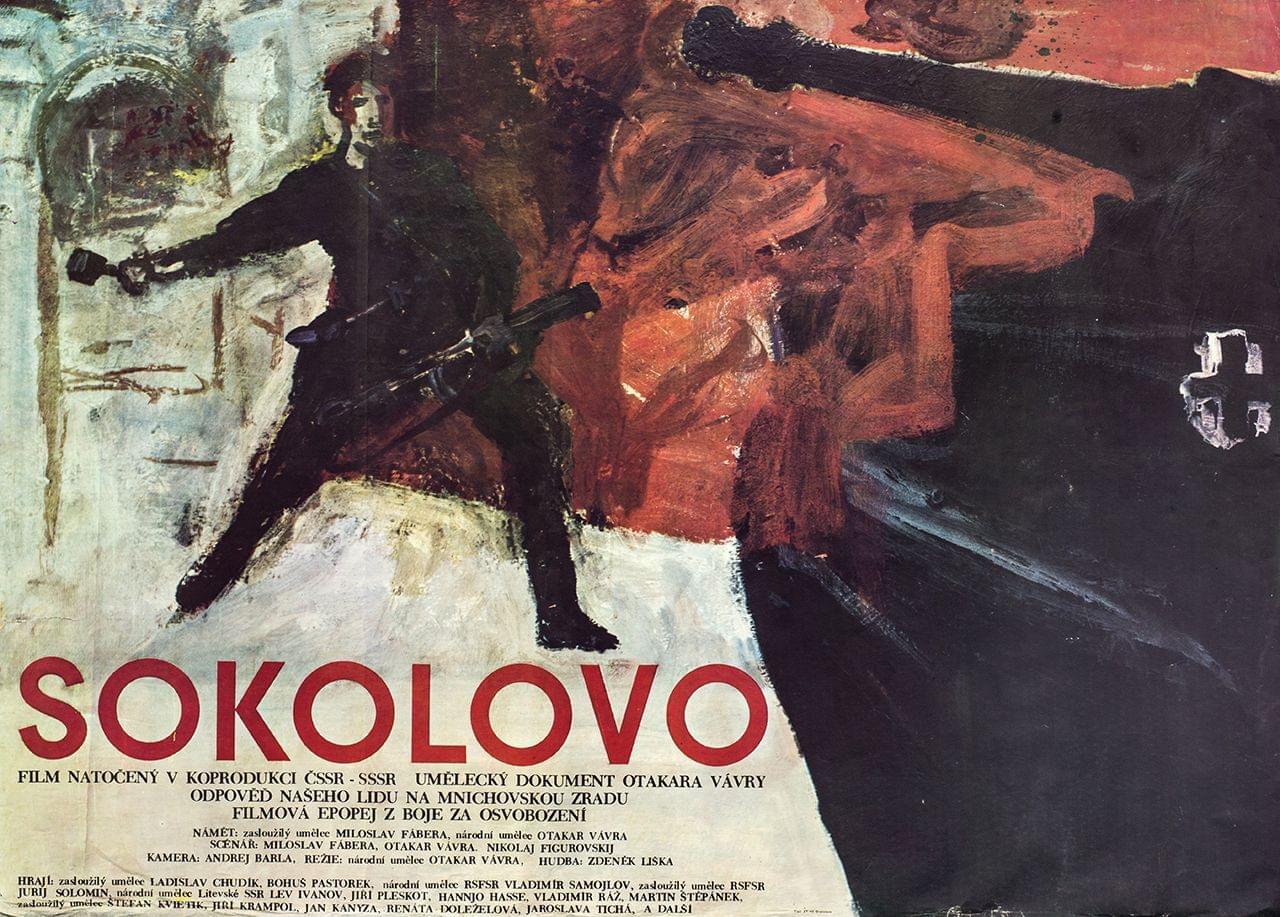 SOKOLOVO
FILM NATOČENÝ V KOPRODUKCI ČSSR - SSSR UMĚLECKÝ DOKUMENT OTAKARA VÁVRY
ODPOVĚĎ NAŠEHO LIDU NA MNICHOVSKOU ZRADU
FILMOVÁ EPOPEJ Z BOJE ZA OSVOBOZENÍ
NÁMĚT: zasloužilý umělec MILOSLAV FÁBERA, národní umělec OTAKAR VÁVRA
SCÉNÁŘ: MILOSLAV FÁBERA, OTAKAR VÁVRA. NIKOLAJ FIGUROVSKIJ
KAMERA: ANDREJ BARLA, REŽIE: národní umělec OTAKAR VÁVRA, HUDBA: ZDENĚK LIŠKA
HRAJÍ: zasloužilý umělec LADISLAV CHUDÍK, BOHUŠ PASTOREK, národní umělec RSFSR VLADIMÍR SAMOJLOV, zasloužilý umělec RSFSR
JURIJ SOLOMIN, národní umělec Litevské SSR LEV IVANOV, JIŘÍ PLESKOT, HANNJO HASSE, VLADIMÍR RÁŽ, MARTIN ŠTĚPÁNEK,
zasloužilý umělec ŠTEFAN KVIETIK, JIŘÍ KRAMPOL, JAN KANYZA, RENÁTA DOLEŽELOVÁ, JAROSLAVA TICHÁ, A DALŠÍ